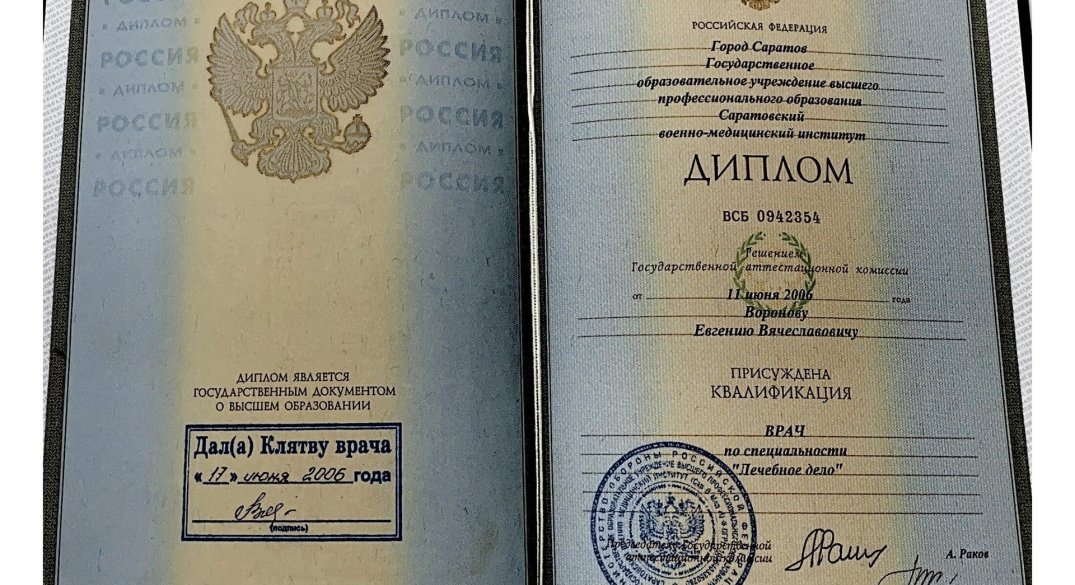 РОССИЯ
ДИПЛОМ
ДИПЛОМ
РОССИЯ
РОССИЯ
ДИПЛОМ
ДИПЛОМ
РОССИЯ
РОССИЯ
ДИПЛОМ
ДИПЛОМ
РОССИЯ
РОССИЯ
ДИПЛОМ ЯВЛЯЕТСЯ
ГОСУДАРСТВЕННЫМ ДОКУМЕНТОМ
О ВЫСШЕМ ОБРАЗОВАНИИ
Дал(а) Клятву врача
«17» июня 2006 года
(подпись)
РОССИЙСКАЯ ФЕДЕРАЦИЯ
Город Саратов
Государственное
образовательное учреждение высшего
профессионального образования
Саратовский
военно-медицинский институт
ДИПЛОМ
ВСБ 0942354
Решением
Государственной аттестационной комиссии
от 11 июня 2006 года
Воронову
Евгению Вячеславовичу
ПРИСУЖДЕНА
КВАЛИФИКАЦИЯ
ВРАЧ
по специальности
"Лечебное дело"
Председатель Государственной
аттестационной комиссии
А. Раков